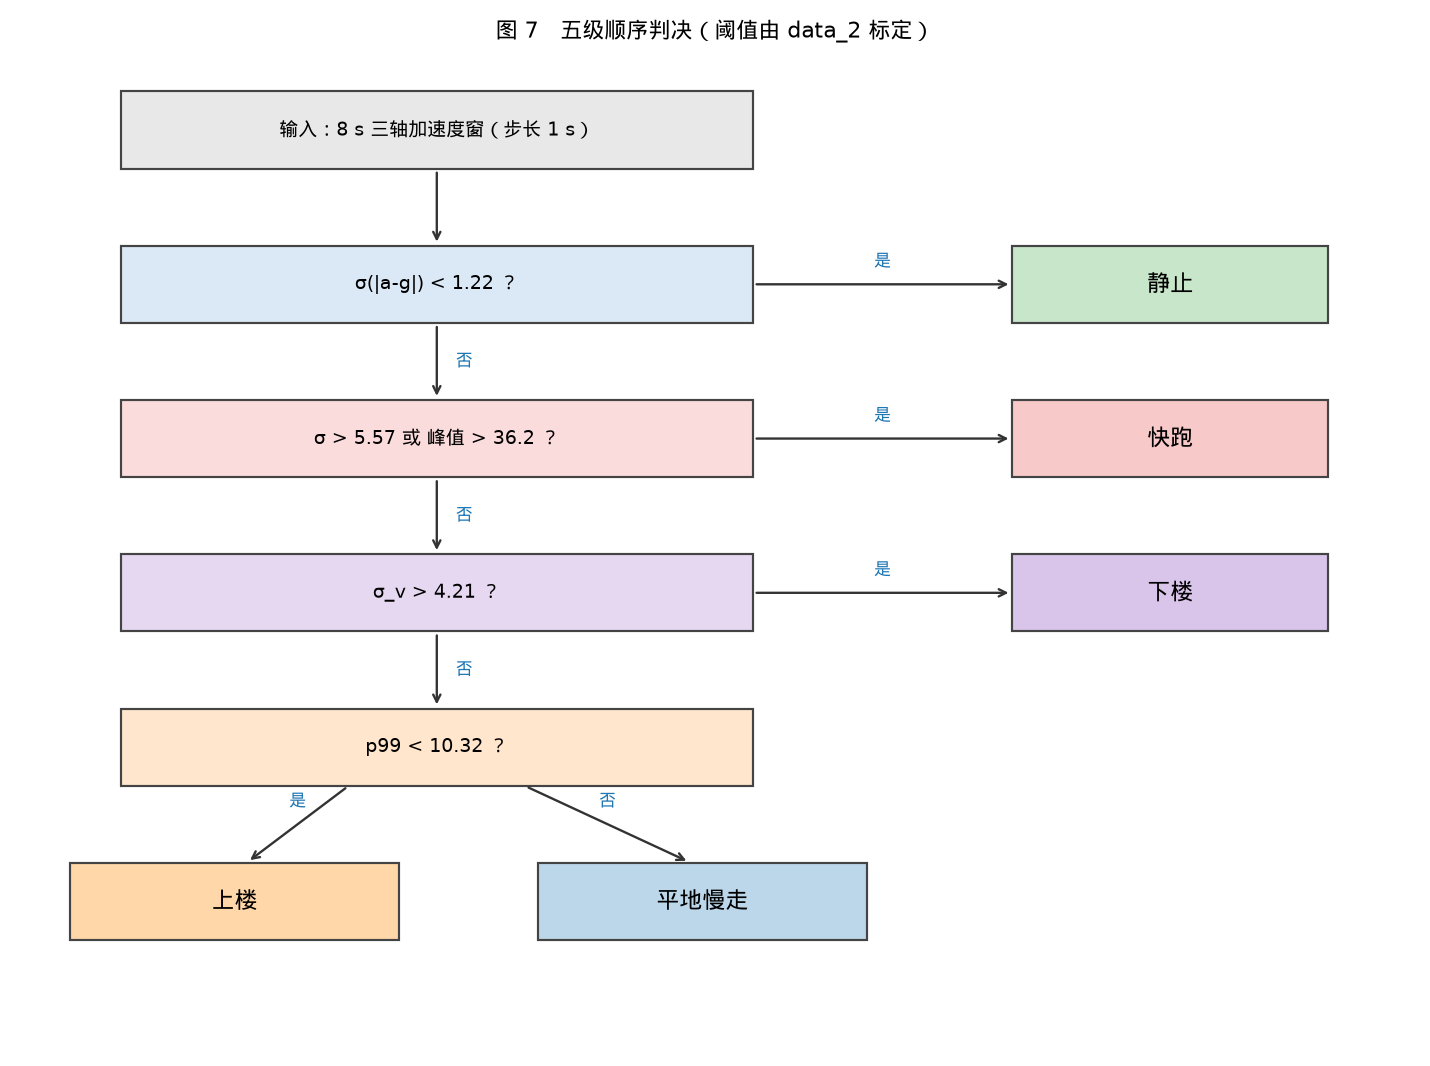 图 7　五级顺序判决（阈值由 data_2 标定）
输入：8 s 三轴加速度窗（步长 1 s）
σ(|a-g|) < 1.22 ？
是
静止
否
σ > 5.57 或 峰值 > 36.2 ？
是
快跑
否
σ_v > 4.21 ？
是
下楼
否
p99 < 10.32 ？
是
否
上楼
平地慢走